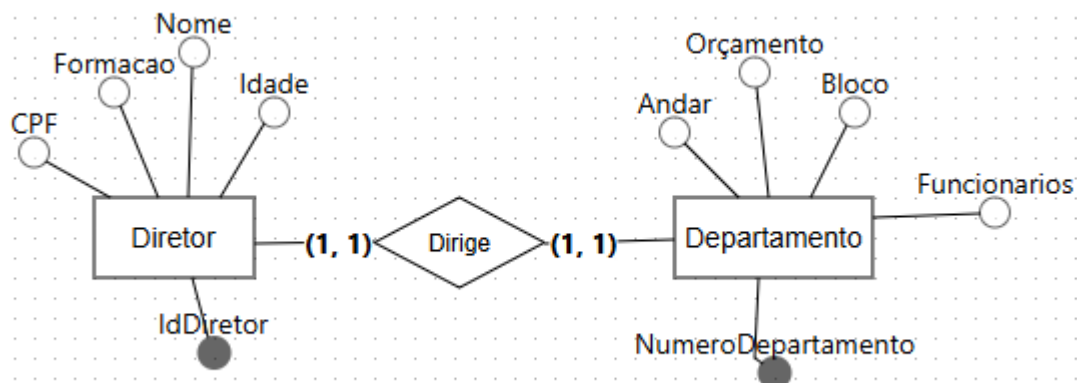 Nome
Formacao
Idade
CPF
Diretor
IdDiretor
(1, 1)
Dirige
(1, 1)
Orçamento
Bloco
Andar
Funcionarios
Departamento
NumeroDepartamento